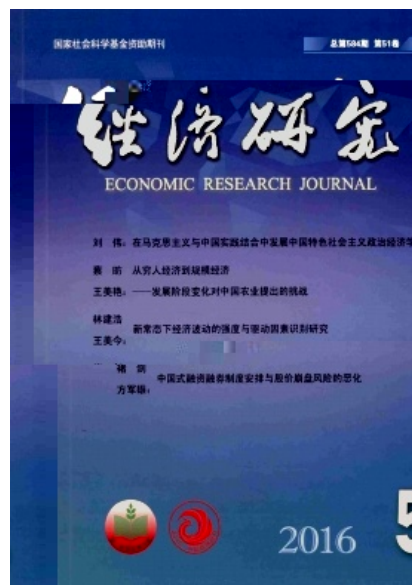 国家社会科学基金资助期刊
总第584期 第51卷
经济研究
ECONOMIC RESEARCH JOURNAL
刘 伟：在马克思主义与中国实践结合中发展中国特色社会主义政治经济学
蔡 昉 从穷人经济到规模经济
王美艳：——发展阶段变化对中国农业提出的挑战
林建浩
新常态下经济波动的强度与驱动因素识别研究
王美今：
褚 剑
中国式融资融券制度安排与股价崩盘风险的恶化
方军雄：
2016
5